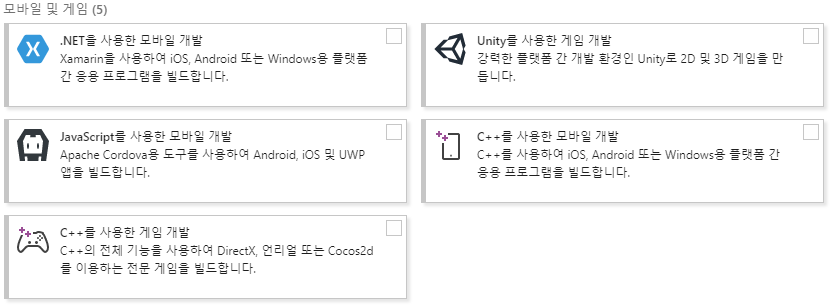 모바일 및 게임 (5)
.NET을 사용한 모바일 개발
Xamarin을 사용하여 iOS, Android 또는 Windows용 플랫폼
간 응용 프로그램을 빌드합니다.
Unity를 사용한 게임 개발
강력한 플랫폼 간 개발 환경인 Unity로 2D 및 3D 게임을 만
듭니다.
JavaScript를 사용한 모바일 개발
Apache Cordova용 도구를 사용하여 Android, iOS 및 UWP
앱을 빌드합니다.
C++를 사용한 모바일 개발
C++를 사용하여 iOS, Android 또는 Windows용 플랫폼 간
응용 프로그램을 빌드합니다.
C++를 사용한 게임 개발
C++의 전체 기능을 사용하여 DirectX, 언리얼 또는 Cocos2d
를 이용하는 전문 게임을 빌드합니다.